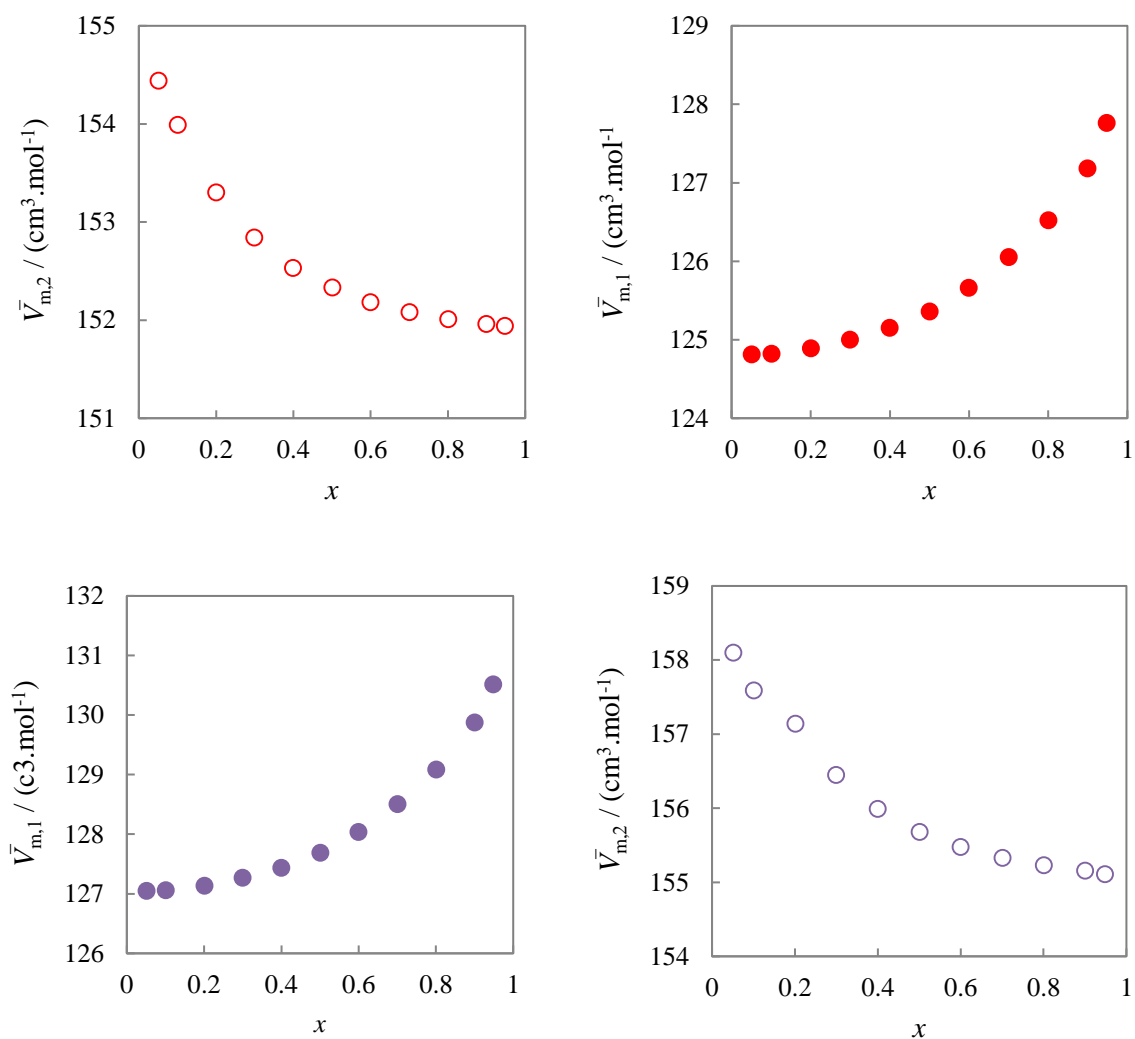 155
154
153
152
151
0 0.2 0.4 0.6 0.8 1
x
V̄m,2 / (cm³.mol⁻¹)
129
128
127
126
125
124
0 0.2 0.4 0.6 0.8 1
x
V̄m,1 / (cm³.mol⁻¹
132
131
130
129
128
127
126
0 0.2 0.4 0.6 0.8 1
x
V̄m,1 / (c3.mol⁻¹)
159
158
157
156
155
154
0 0.2 0.4 0.6 0.8 1
x
V̄m,2 / (cm³.mol⁻¹)